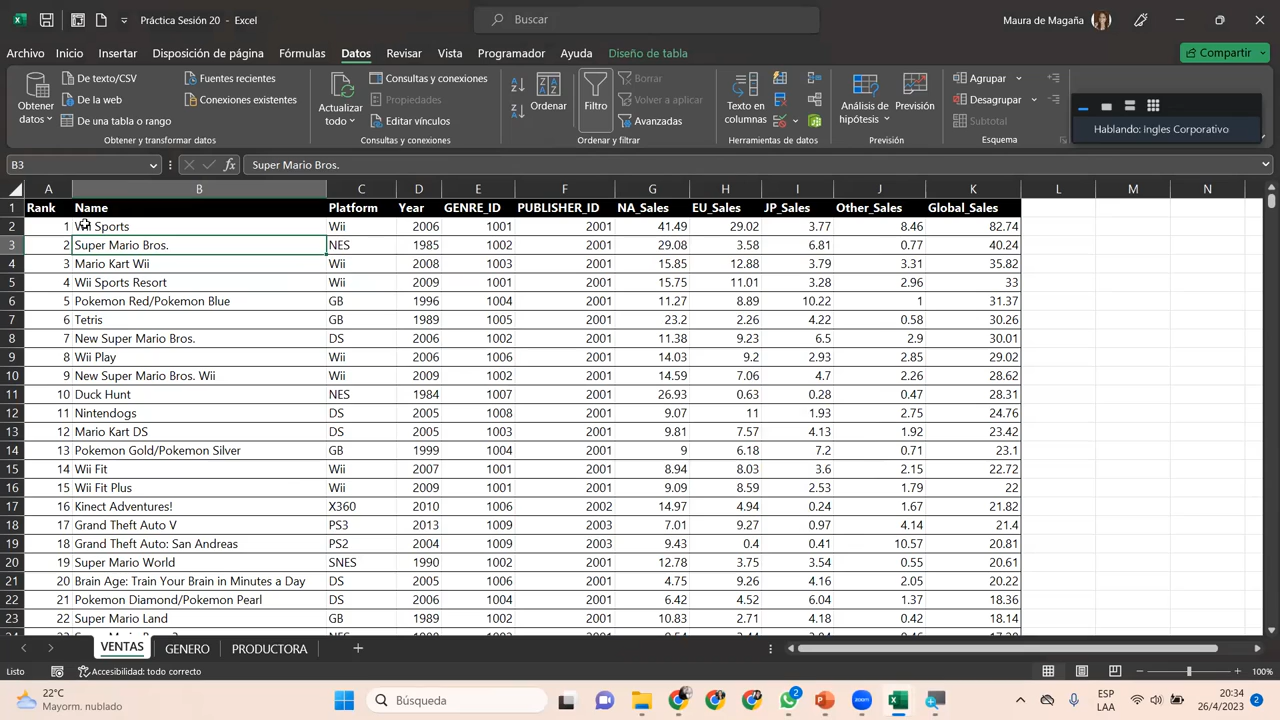 Práctica Sesión 20 - Excel
Buscar
Maura de Magaña
Archivo Inicio Insertar Disposición de página Fórmulas Datos Revisar Vista Programador Ayuda Diseño de tabla
Compartir
Obtener datos
De texto/CSV
De la web
De una tabla o rango
Fuentes recientes
Conexiones existentes
Obtener y transformar datos
Actualizar todo
Consultas y conexiones
Propiedades
Editar vínculos
Consultas y conexiones
Ordenar
Filtro
Borrar
Volver a aplicar
Avanzadas
Ordenar y filtrar
Texto en columnas
Herramientas de datos
Análisis de hipótesis
Previsión
Previsión
Agrupar
Desagrupar
Subtotal
Esquema
Hablando: Ingles Corporativo
B3 fx Super Mario Bros.
A B C D E F G H I J K L M N
1 Rank Name Platform Year GENRE_ID PUBLISHER_ID NA_Sales EU_Sales JP_Sales Other_Sales Global_Sales
2 1 Wii Sports Wii 2006 1001 2001 41.49 29.02 3.77 8.46 82.74
3 2 Super Mario Bros. NES 1985 1002 2001 29.08 3.58 6.81 0.77 40.24
4 3 Mario Kart Wii Wii 2008 1003 2001 15.85 12.88 3.79 3.31 35.82
5 4 Wii Sports Resort Wii 2009 1001 2001 15.75 11.01 3.28 2.96 33
6 5 Pokemon Red/Pokemon Blue GB 1996 1004 2001 11.27 8.89 10.22 1 31.37
7 6 Tetris GB 1989 1005 2001 23.2 2.26 4.22 0.58 30.26
8 7 New Super Mario Bros. DS 2006 1002 2001 11.38 9.23 6.5 2.9 30.01
9 8 Wii Play Wii 2006 1006 2001 14.03 9.2 2.93 2.85 29.02
10 9 New Super Mario Bros. Wii Wii 2009 1002 2001 14.59 7.06 4.7 2.26 28.62
11 10 Duck Hunt NES 1984 1007 2001 26.93 0.63 0.28 0.47 28.31
12 11 Nintendogs DS 2005 1008 2001 9.07 11 1.93 2.75 24.76
13 12 Mario Kart DS DS 2005 1003 2001 9.81 7.57 4.13 1.92 23.42
14 13 Pokemon Gold/Pokemon Silver GB 1999 1004 2001 9 6.18 7.2 0.71 23.1
15 14 Wii Fit Wii 2007 1001 2001 8.94 8.03 3.6 2.15 22.72
16 15 Wii Fit Plus Wii 2009 1001 2001 9.09 8.59 2.53 1.79 22
17 16 Kinect Adventures! X360 2010 1006 2002 14.97 4.94 0.24 1.67 21.82
18 17 Grand Theft Auto V PS3 2013 1009 2003 7.01 9.27 0.97 4.14 21.4
19 18 Grand Theft Auto: San Andreas PS2 2004 1009 2003 9.43 0.4 0.41 10.57 20.81
20 19 Super Mario World SNES 1990 1002 2001 12.78 3.75 3.54 0.55 20.61
21 20 Brain Age: Train Your Brain in Minutes a Day DS 2005 1006 2001 4.75 9.26 4.16 2.05 20.22
22 21 Pokemon Diamond/Pokemon Pearl DS 2006 1004 2001 6.42 4.52 6.04 1.37 18.36
23 22 Super Mario Land GB 1989 1002 2001 10.83 2.71 4.18 0.42 18.14
VENTAS GENERO PRODUCTORA
Listo Accesibilidad: todo correcto 100%
22°C
Mayorm. nublado
Búsqueda
2
ESP
LAA
20:34
26/4/2023
2